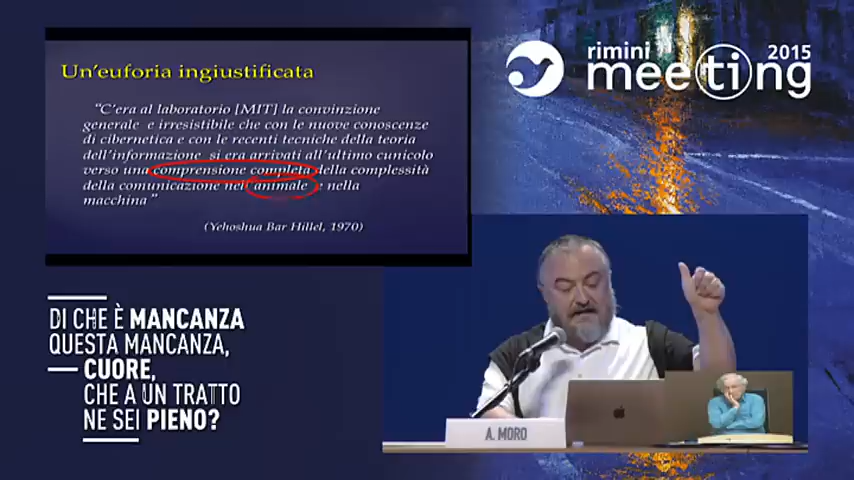 Un'euforia ingiustificata
"C'era al laboratorio [MIT] la convinzione
generale e irresistibile che con le nuove conoscenze
di cibernetica e con le recenti tecniche della teoria
dell'informazione si era arrivati all'ultimo cunicolo
verso una comprensione completa della complessità
della comunicazione nell'animale e nella
macchina"
(Yehoshua Bar Hillel, 1970)
rimini 2015
meeting
DI CHE È MANCANZA
QUESTA MANCANZA,
CUORE,
CHE A UN TRATTO
NE SEI PIENO?
A. MORO